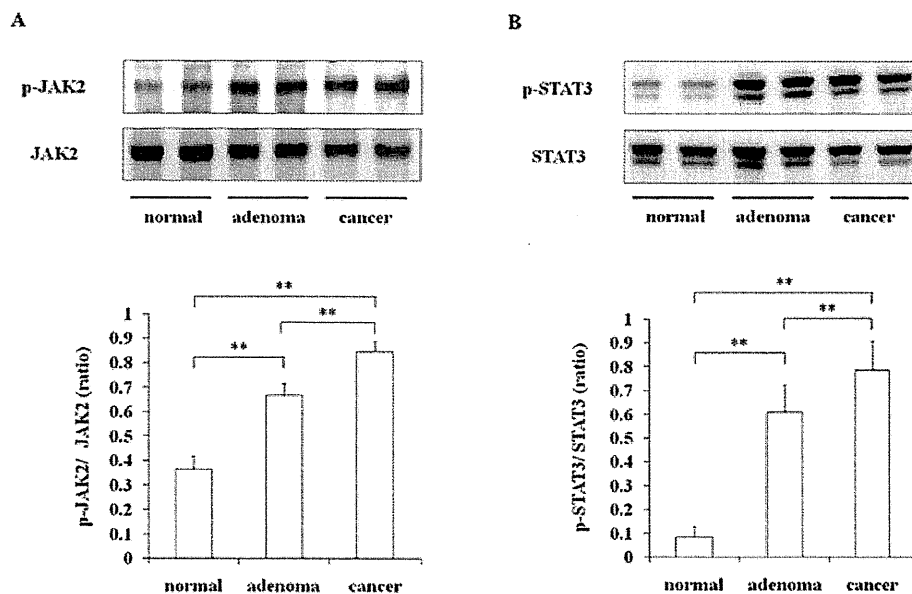 A
p-JAK2
JAK2
normal adenoma cancer
**
**
**
p-JAK2/ JAK2 (ratio)
1
0.9
0.8
0.7
0.6
0.5
0.4
0.3
0.2
0.1
0
normal adenoma cancer
B
p-STAT3
STAT3
normal adenoma cancer
**
**
**
p-STAT3/ STAT3 (ratio)
1
0.9
0.8
0.7
0.6
0.5
0.4
0.3
0.2
0.1
0
normal adenoma cancer